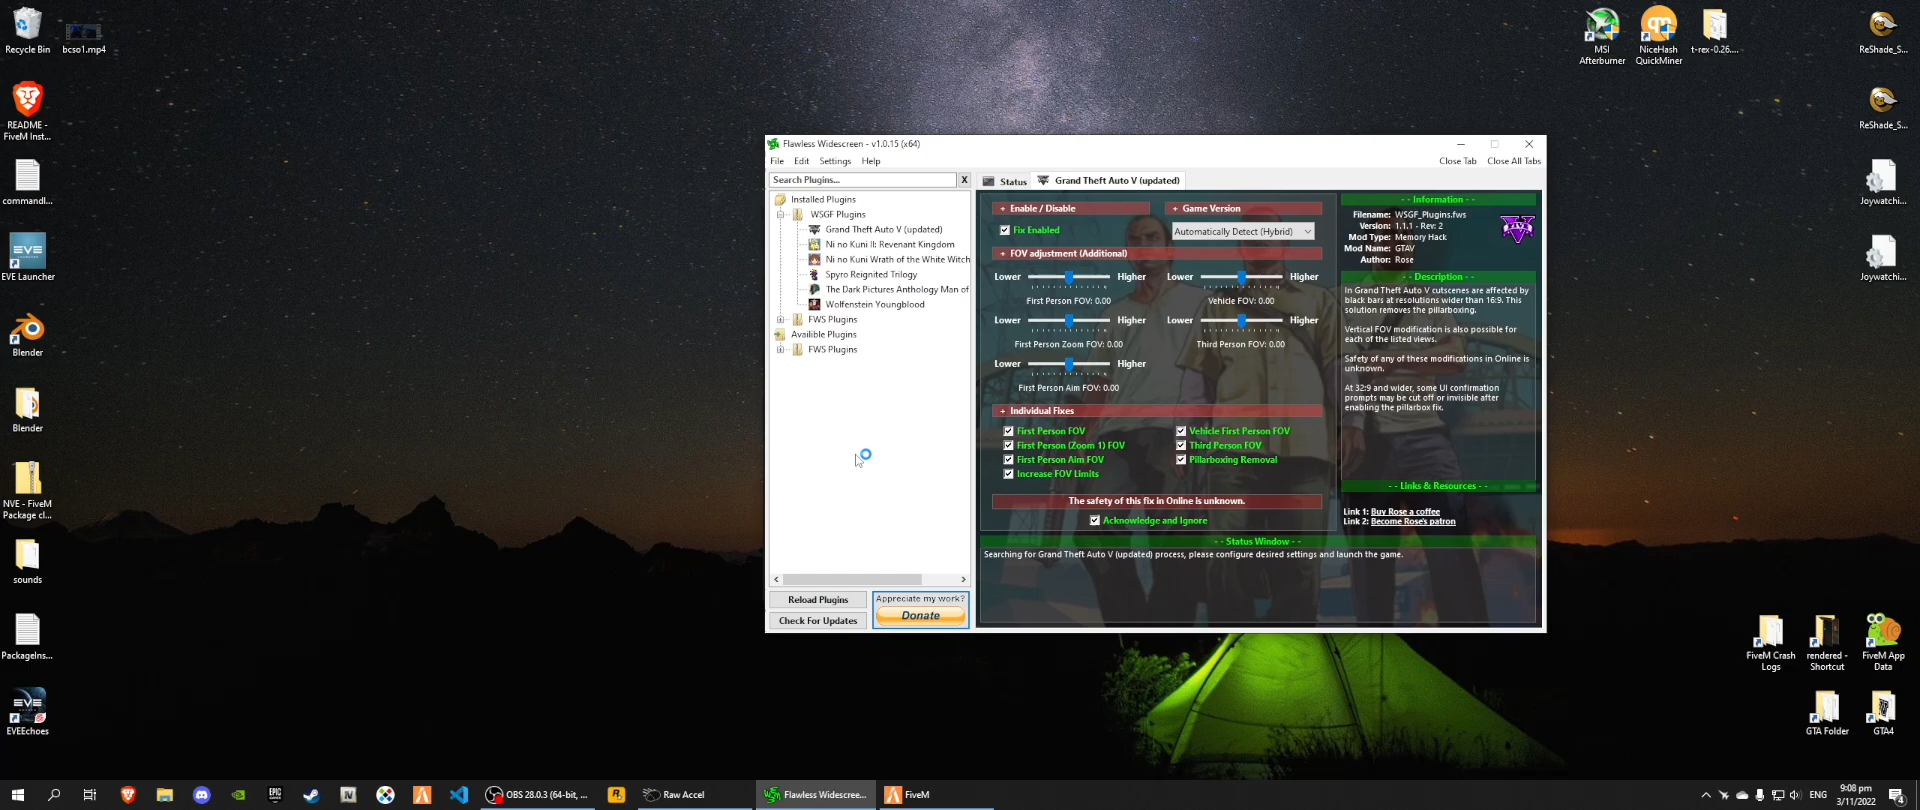 Recycle Bin
bcso1.mp4
README -
FiveM Inst...
commandl...
EVE Launcher
Blender
Blender
NVE - FiveM
Package cl...
sounds
PackageIns...
EVEEchoes
MSI
Afterburner
NiceHash
QuickMiner
t-rex-0.26....
ReShade_S...
ReShade_S...
Joywatchi...
Joywatchi...
FiveM Crash
Logs
rendered -
Shortcut
FiveM App
Data
GTA Folder
GTA4
Flawless Widescreen - v1.0.15 (x64)
File Edit Settings Help
Close Tab Close All Tabs
Search Plugins... X
Installed Plugins
WSGF Plugins
Grand Theft Auto V (updated)
Ni no Kuni II: Revenant Kingdom
Ni no Kuni Wrath of the White Witch
Spyro Reignited Trilogy
The Dark Pictures Anthology Man of
Wolfenstein Youngblood
FWS Plugins
Availible Plugins
FWS Plugins
Reload Plugins
Check For Updates
Appreciate my work?
Donate
Status
Grand Theft Auto V (updated)
+ Enable / Disable
Fix Enabled
+ Game Version
Automatically Detect (Hybrid)
+ FOV adjustment (Additional)
Lower Higher
First Person FOV: 0.00
Lower Higher
Vehicle FOV: 0.00
Lower Higher
First Person Zoom FOV: 0.00
Lower Higher
Third Person FOV: 0.00
Lower Higher
First Person Aim FOV: 0.00
+ Individual Fixes
First Person FOV
Vehicle First Person FOV
First Person (Zoom 1) FOV
Third Person FOV
First Person Aim FOV
Pillarboxing Removal
Increase FOV Limits
The safety of this fix in Online is unknown.
Acknowledge and Ignore
- - Information - -
Filename: WSGF_Plugins.fws
Version: 1.1.1 - Rev: 2
Mod Type: Memory Hack
Mod Name: GTAV
Author: Rose
- - Description - -
In Grand Theft Auto V cutscenes are affected by
black bars at resolutions wider than 16:9. This
solution removes the pillarboxing.
Vertical FOV modification is also possible for
each of the listed views.
Safety of any of these modifications in Online is
unknown.
At 32:9 and wider, some UI confirmation
prompts may be cut off or invisible after
enabling the pillarbox fix.
- - Links & Resources - -
Link 1: Buy Rose a coffee
Link 2: Become Rose's patron
- - Status Window - -
Searching for Grand Theft Auto V (updated) process, please configure desired settings and launch the game.
OBS 28.0.3 (64-bit, ...
Raw Accel
Flawless Widescree...
FiveM
ENG
9:08 pm
3/11/2022
4